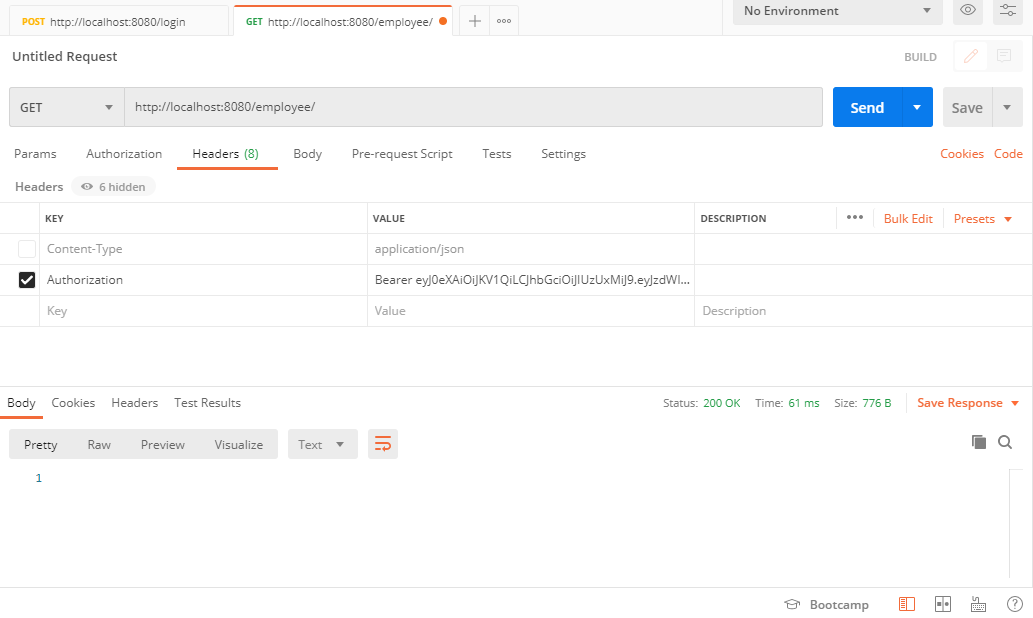 POST http://localhost:8080/login GET http://localhost:8080/employee/ No Environment
Untitled Request BUILD
GET http://localhost:8080/employee/ Send Save
Params Authorization Headers (8) Body Pre-request Script Tests Settings Cookies Code
Headers 6 hidden
KEY VALUE DESCRIPTION ••• Bulk Edit Presets
Content-Type application/json
Authorization Bearer eyJ0eXAiOiJKV1QiLCJhbGciOiJIUzUxMiJ9.eyJzdWI...
Key Value Description
Body Cookies Headers Test Results Status: 200 OK Time: 61 ms Size: 776 B Save Response
Pretty Raw Preview Visualize Text
1
Bootcamp